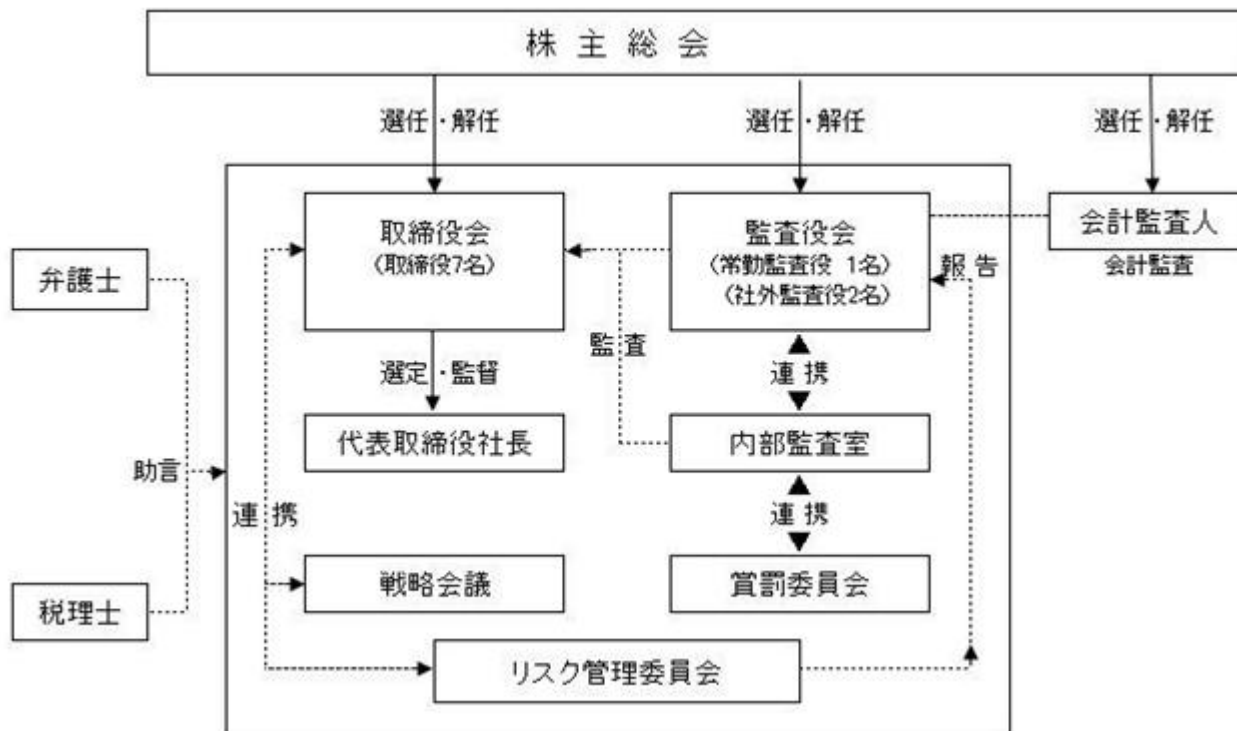 株主総会
選任・解任
選任・解任
選任・解任
取締役会
(取締役7名)
監査役会
(常勤監査役 1名)
(社外監査役2名)
会計監査人
会計監査
報告
弁護士
監査
選定・監督
連携
代表取締役社長
内部監査室
助言
連携
連携
戦略会議
賞罰委員会
税理士
リスク管理委員会